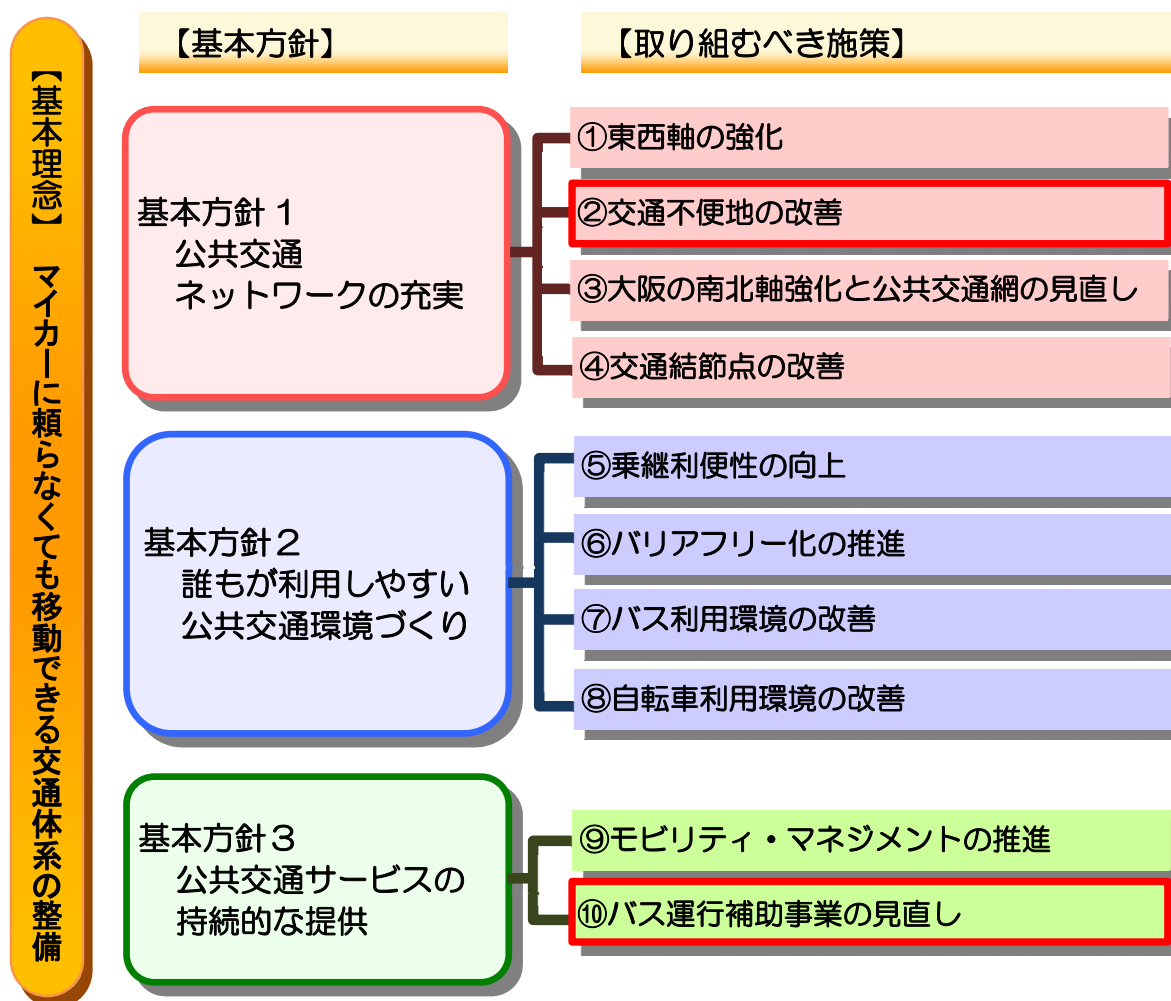 【基本理念】 マイカーに頼らなくても移動できる交通体系の整備
【基本方針】
【取り組むべき施策】
基本方針１
公共交通
ネットワークの充実
①東西軸の強化
②交通不便地の改善
③大阪の南北軸強化と公共交通網の見直し
④交通結節点の改善
基本方針２
誰もが利用しやすい
公共交通環境づくり
⑤乗継利便性の向上
⑥バリアフリー化の推進
⑦バス利用環境の改善
⑧自転車利用環境の改善
基本方針３
公共交通サービスの
持続的な提供
⑨モビリティ・マネジメントの推進
⑩バス運行補助事業の見直し